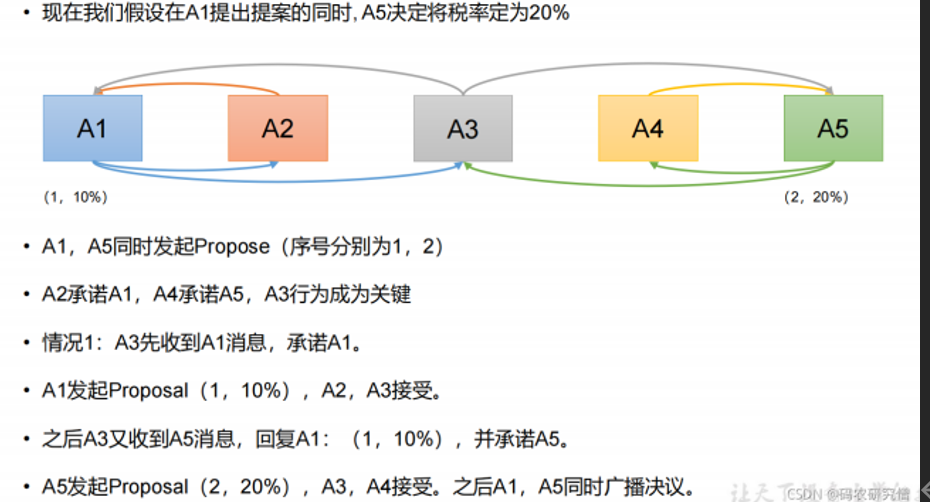 • 现在我们假设在A1提出提案的同时, A5决定将税率定为20%
A1 A2 A3 A4 A5
(1, 10%) (2, 20%)
• A1, A5同时发起Propose（序号分别为1, 2）
• A2承诺A1, A4承诺A5, A3行为成为关键
• 情况1: A3先收到A1消息, 承诺A1。
• A1发起Proposal（1, 10%）, A2, A3接受。
• 之后A3又收到A5消息, 回复A1: （1, 10%）, 并承诺A5。
• A5发起Proposal（2, 20%）, A3, A4接受。之后A1, A5同时广播决议。
CSDN @码农研究僧